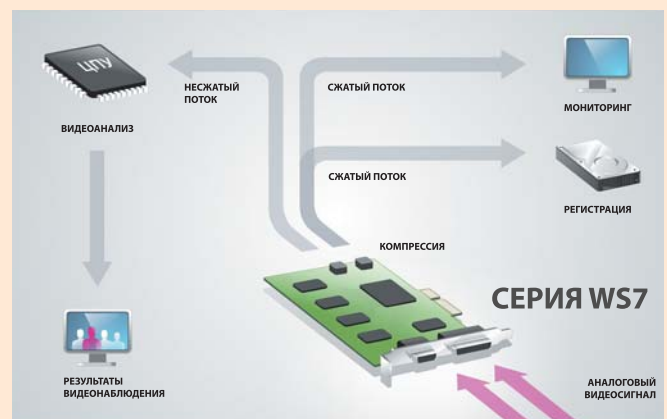 ЦПУ
НЕСЖАТЫЙ
ПОТОК
СЖАТЫЙ ПОТОК
МОНИТОРИНГ
ВИДЕОАНАЛИЗ
СЖАТЫЙ ПОТОК
РЕГИСТРАЦИЯ
КОМПРЕССИЯ
СЕРИЯ WS7
РЕЗУЛЬТАТЫ
ВИДЕОНАБЛЮДЕНИЯ
АНАЛОГОВЫЙ
ВИДЕОСИГНАЛ